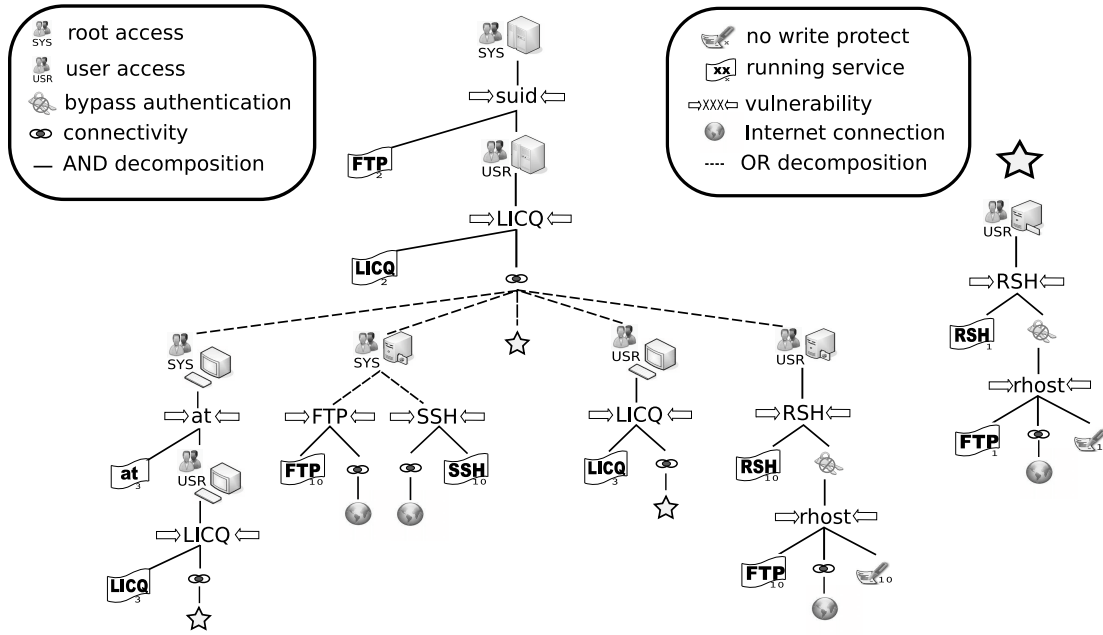 root access
SYS
user access
USR
bypass authentication
connectivity
AND decomposition
no write protect
x
xx
x
running service
XXX
vulnerability
Internet connection
OR decomposition
SYS
suid
FTP
2
USR
LICQ
LICQ
2
SYS
SYS
USR
USR
at
FTP
SSH
LICQ
RSH
at
3
USR
FTP
10
SSH
10
LICQ
3
RSH
10
LICQ
rhost
LICQ
3
FTP
10
10
USR
RSH
RSH
1
rhost
FTP
1
1